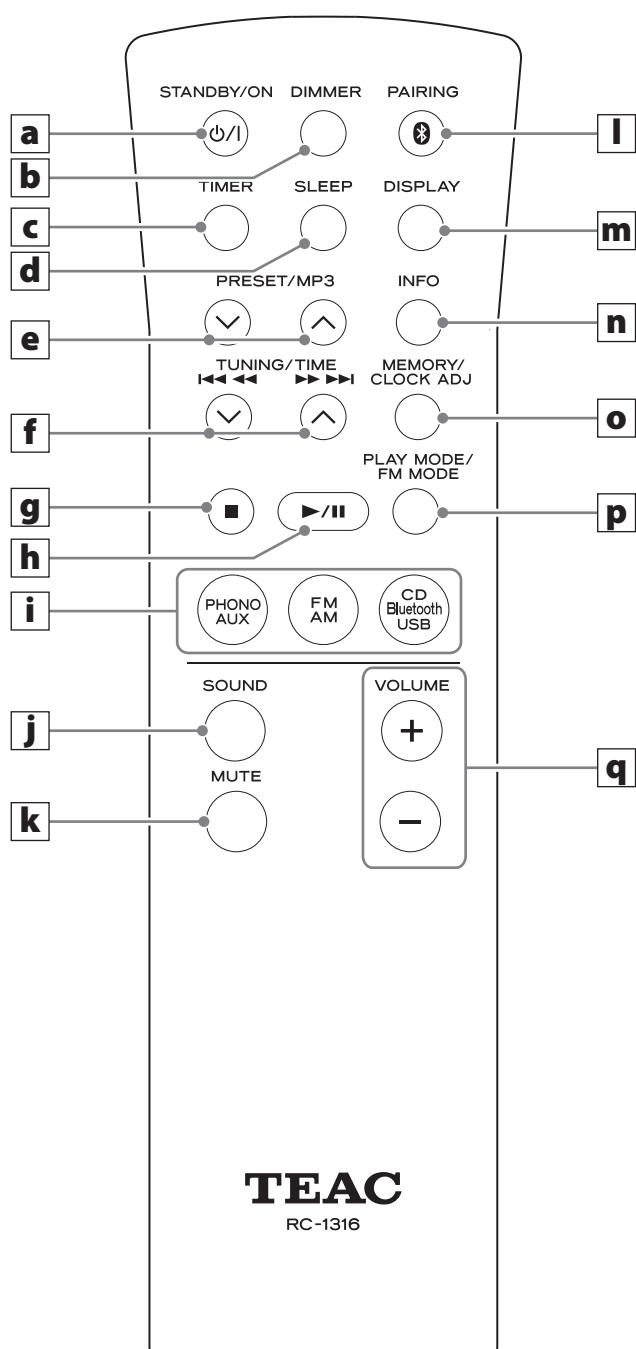 STANDBY/ON DIMMER PAIRING
a ⏻/I l
b
TIMER SLEEP DISPLAY
c m
d
PRESET/MP3 INFO
e n
TUNING/TIME MEMORY/
CLOCK ADJ
f o
PLAY MODE/
FM MODE
g p
h
i
PHONO
AUX
FM
AM
CD
Bluetooth
USB
SOUND VOLUME
j + q
MUTE
k −
TEAC
RC-1316